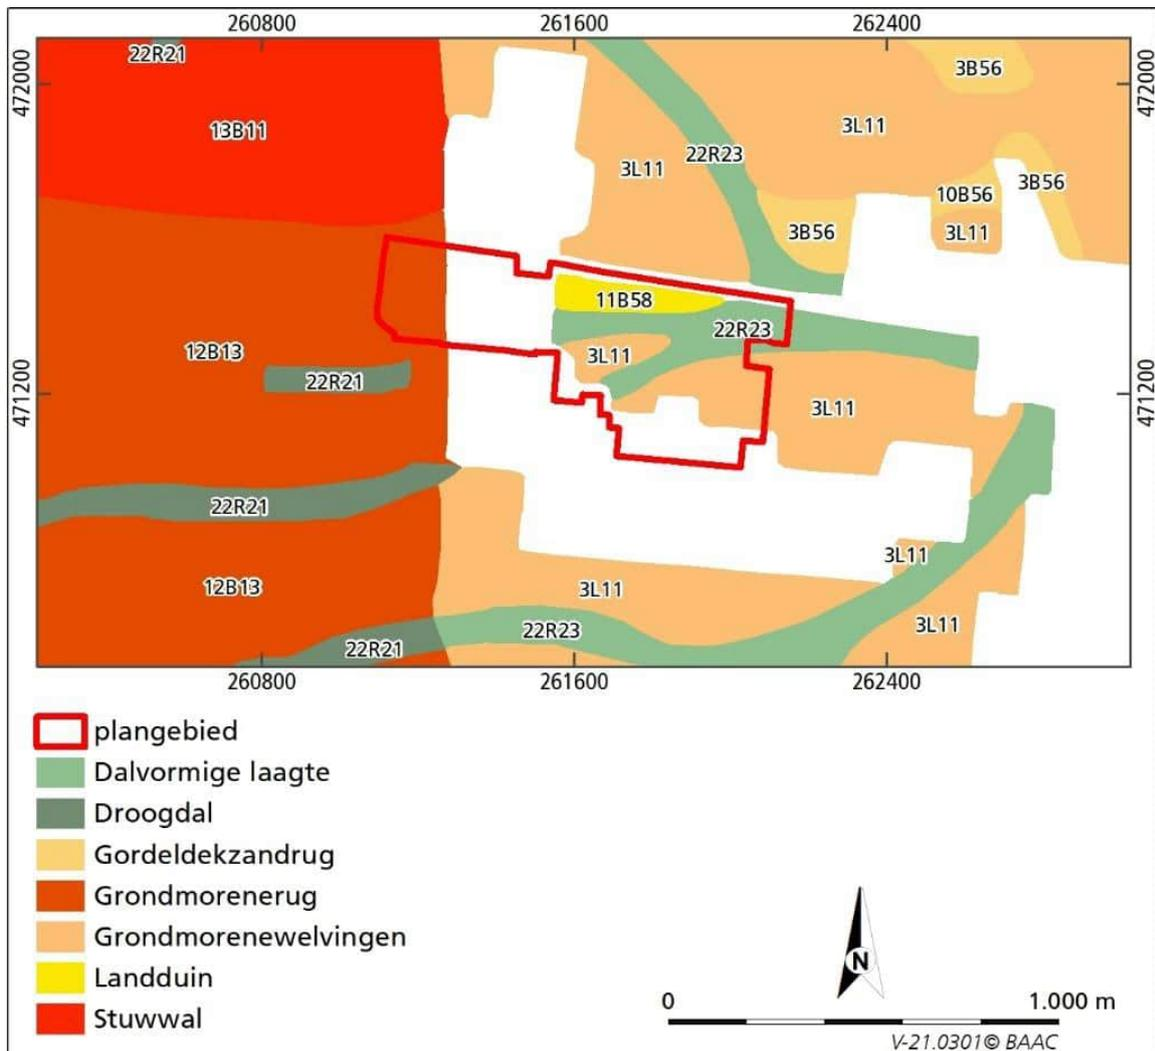 260800 261600 262400
22R21
472000
3B56
472000
13B11
3L11
22R23
3L11
10B56
3B56
3B56
3L11
11B58
22R23
12B13
3L11
22R21
3L11
471200
471200
22R21
3L11
12B13
3L11
22R23
3L11
22R21
260800 261600 262400
plangebied
Dalvormige laagte
Droogdal
Gordeldekzandrug
Grondmorenerug
Grondmorenewelvingen
Landduin
Stuwwal
N
0 1.000 m
V-21.0301© BAAC